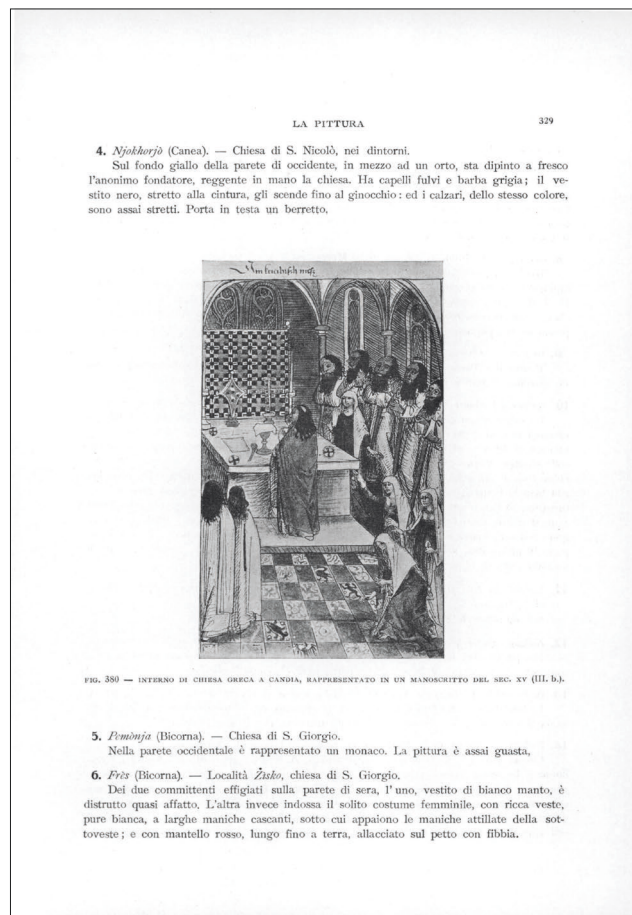 LA PITTURA 329
4. Njokhorjò (Canea). — Chiesa di S. Nicolò, nei dintorni.
Sul fondo giallo della parete di occidente, in mezzo ad un orto, sta dipinto a fresco
l'anonimo fondatore, reggente in mano la chiesa. Ha capelli fulvi e barba grigia; il ve-
stito nero, stretto alla cintura, gli scende fino al ginocchio: ed i calzari, dello stesso colore,
sono assai stretti. Porta in testa un berretto.
FIG. 380 — INTERNO DI CHIESA GRECA A CANDIA, RAPPRESENTATO IN UN MANOSCRITTO DEL SEC. XV (III. b.).
5. Pemònja (Bicorna). — Chiesa di S. Giorgio.
Nella parete occidentale è rappresentato un monaco. La pittura è assai guasta.
6. Frès (Bicorna). — Località Żisko, chiesa di S. Giorgio.
Dei due committenti effigiati sulla parete di sera, l'uno, vestito di bianco manto, è
distrutto quasi affatto. L'altra invece indossa il solito costume femminile, con ricca veste,
pure bianca, a larghe maniche cascanti, sotto cui appaiono le maniche attillate della sot-
toveste; e con mantello rosso, lungo fino a terra, allacciato sul petto con fibbia.